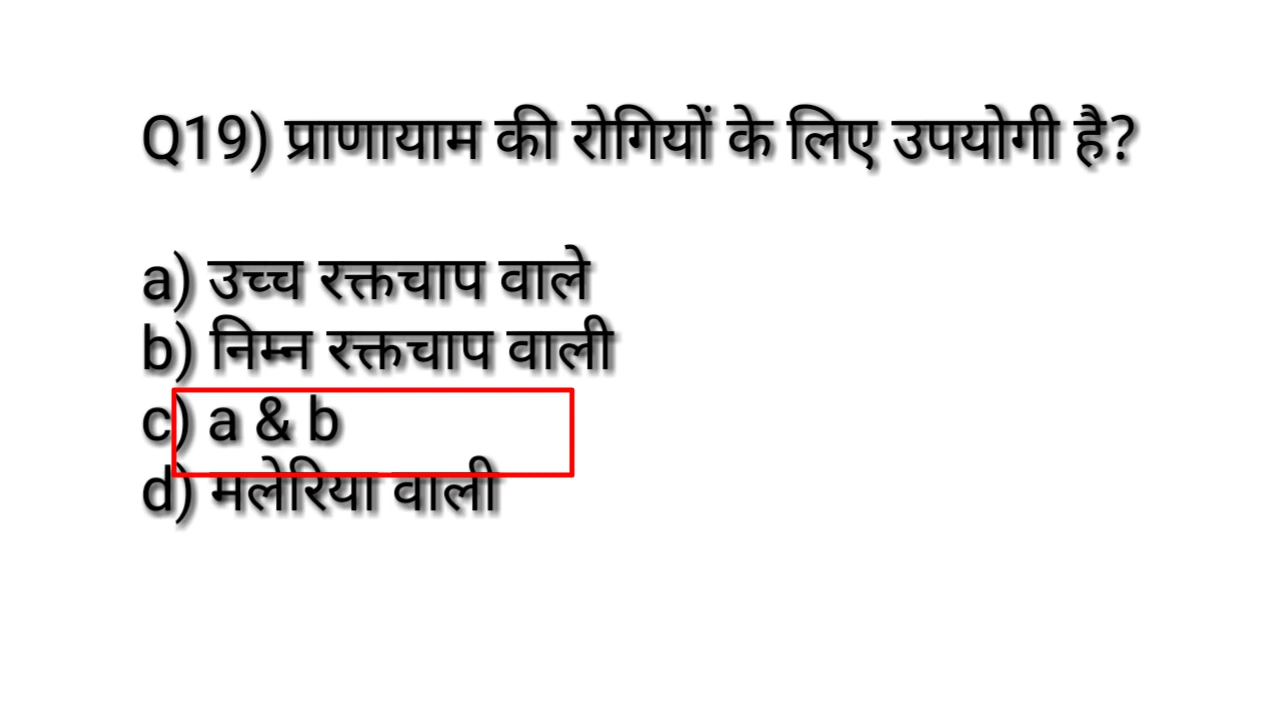 Q19) प्राणायाम की रोगियों के लिए उपयोगी है?
a) उच्च रक्तचाप वाले
b) निम्न रक्तचाप वाली
c) a & b
d) मलेरिया वाली